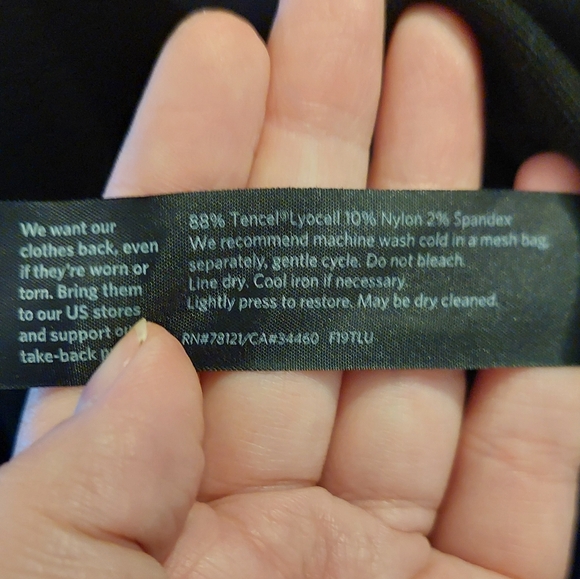 We want our
clothes back, even
if they're worn or
torn. Bring them
to our US stores
and support
take-back
88% Tencel® Lyocell 10% Nylon 2% Spandex
We recommend machine wash cold in a mesh bag,
separately, gentle cycle. Do not bleach.
Line dry. Cool iron if necessary.
Lightly press to restore. May be dry cleaned.
RN#78121/CA#34460 F19TLU